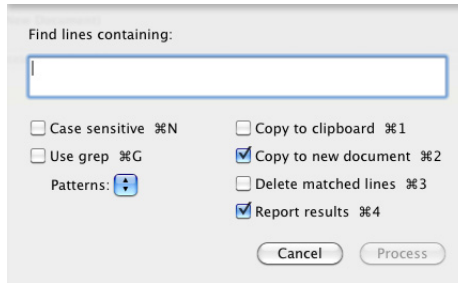 Find lines containing:
Case sensitive ⌘N
Copy to clipboard ⌘1
Use grep ⌘G
Copy to new document ⌘2
Patterns:
Delete matched lines ⌘3
Report results ⌘4
Cancel
Process